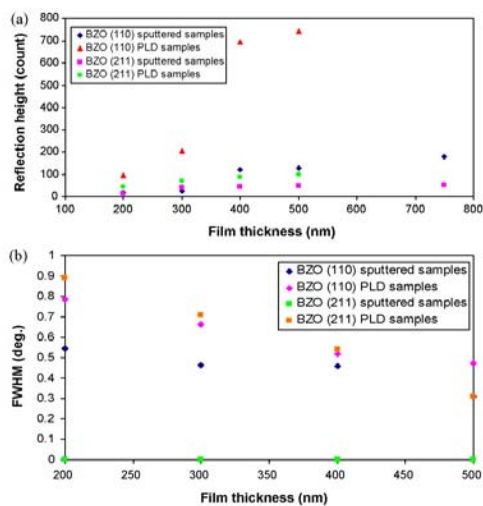 (a)
800
700
600
500
400
300
200
100
0
Reflection height (count)
BZO (110) sputtered samples
BZO (110) PLD samples
BZO (211) sputtered samples
BZO (211) PLD samples
100 200 300 400 500 600 700 800
Film thickness (nm)
(b)
1
0.9
0.8
0.7
0.6
0.5
0.4
0.3
0.2
0.1
0
FWHM (deg.)
BZO (110) sputtered samples
BZO (110) PLD samples
BZO (211) sputtered samples
BZO (211) PLD samples
200 250 300 350 400 450 500
Film thickness (nm)